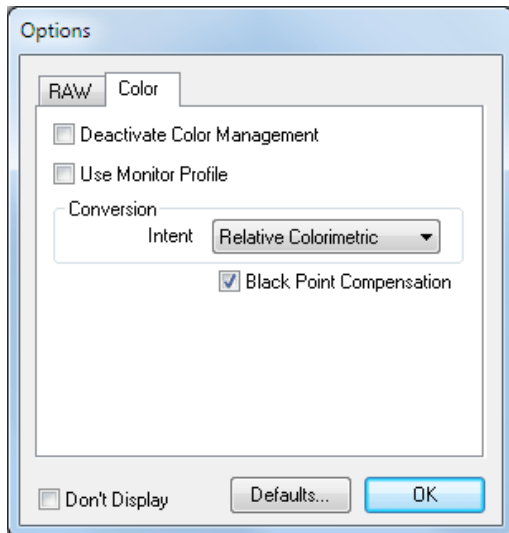 Options
RAW Color
Deactivate Color Management
Use Monitor Profile
Conversion
Intent Relative Colorimetric
Black Point Compensation
Don't Display Defaults... OK